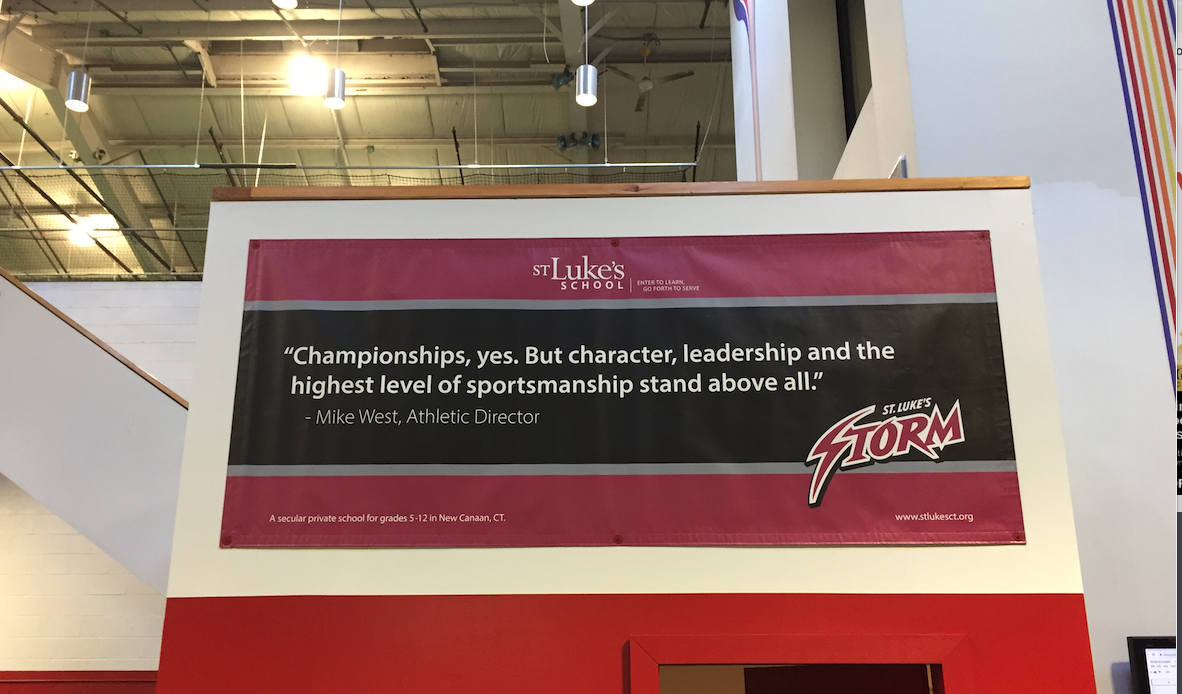 ST Luke's
SCHOOL
ENTER TO LEARN,
GO FORTH TO SERVE
“Championships, yes. But character, leadership and the
highest level of sportsmanship stand above all.”
- Mike West, Athletic Director
ST. LUKE'S
STORM
A secular private school for grades 5-12 in New Canaan, CT.
www.stlukesct.org